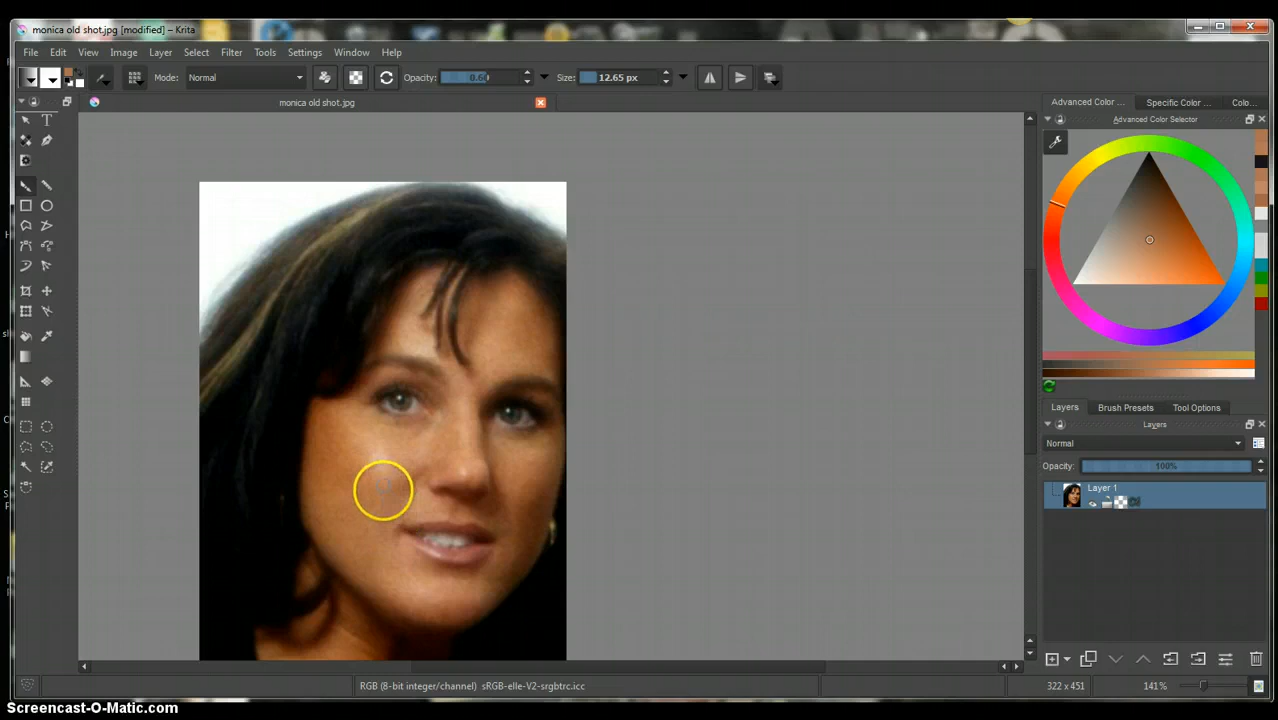 monica old shot.jpg [modified] – Krita
File Edit View Image Layer Select Filter Tools Settings Window Help
Mode: Normal Opacity: 0.60 Size: 12.65 px
monica old shot.jpg
Advanced Color ... Specific Color ... Colo...
Advanced Color Selector
Layers Brush Presets Tool Options
Layers
Normal
Opacity: 100%
Layer 1
RGB (8-bit integer/channel) sRGB-elle-V2-srgbtrc.icc 322 x 451 141%
Screencast-O-Matic.com